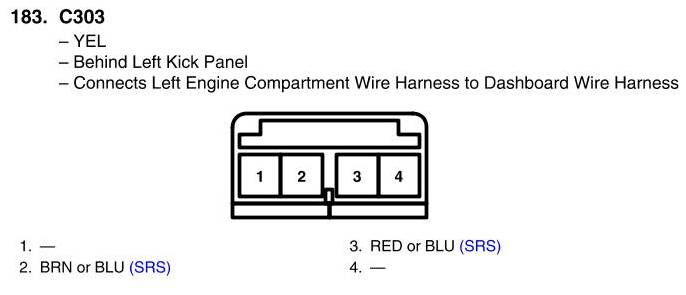 183. C303
– YEL
– Behind Left Kick Panel
– Connects Left Engine Compartment Wire Harness to Dashboard Wire Harness
1 2 3 4
1. —
2. BRN or BLU (SRS)
3. RED or BLU (SRS)
4. —